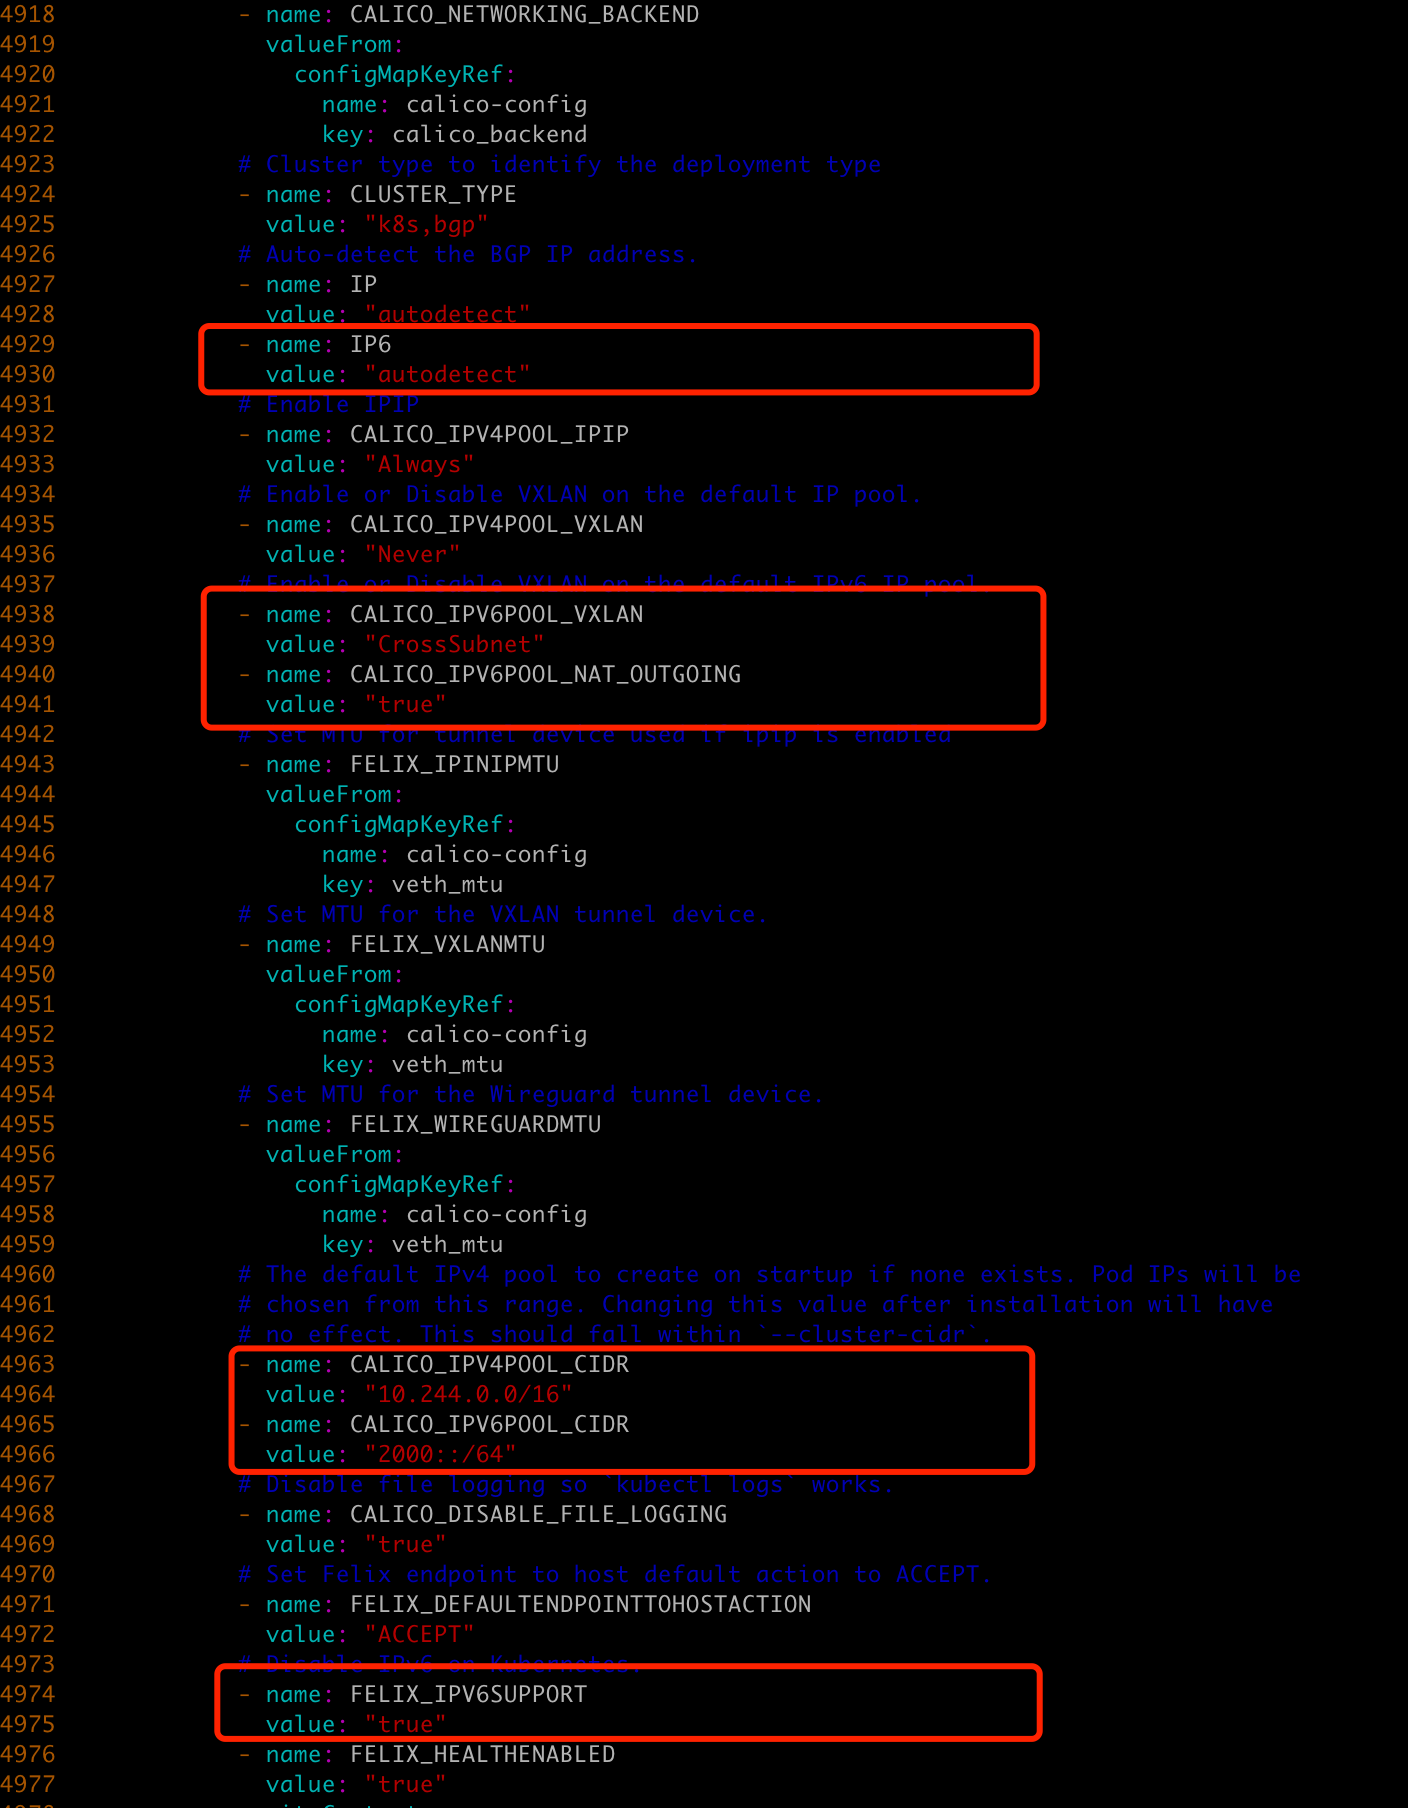 4918 - name: CALICO_NETWORKING_BACKEND
4919 valueFrom:
4920 configMapKeyRef:
4921 name: calico-config
4922 key: calico_backend
4923 # Cluster type to identify the deployment type
4924 - name: CLUSTER_TYPE
4925 value: "k8s,bgp"
4926 # Auto-detect the BGP IP address.
4927 - name: IP
4928 value: "autodetect"
4929 - name: IP6
4930 value: "autodetect"
4931 # Enable IPIP
4932 - name: CALICO_IPV4POOL_IPIP
4933 value: "Always"
4934 # Enable or Disable VXLAN on the default IP pool.
4935 - name: CALICO_IPV4POOL_VXLAN
4936 value: "Never"
4937 # Enable or Disable VXLAN on the default IPv6 IP pool
4938 - name: CALICO_IPV6POOL_VXLAN
4939 value: "CrossSubnet"
4940 - name: CALICO_IPV6POOL_NAT_OUTGOING
4941 value: "true"
4942 # Set MTU for tunnel device used if ipip is enabled
4943 - name: FELIX_IPINIPMTU
4944 valueFrom:
4945 configMapKeyRef:
4946 name: calico-config
4947 key: veth_mtu
4948 # Set MTU for the VXLAN tunnel device.
4949 - name: FELIX_VXLANMTU
4950 valueFrom:
4951 configMapKeyRef:
4952 name: calico-config
4953 key: veth_mtu
4954 # Set MTU for the Wireguard tunnel device.
4955 - name: FELIX_WIREGUARDMTU
4956 valueFrom:
4957 configMapKeyRef:
4958 name: calico-config
4959 key: veth_mtu
4960 # The default IPv4 pool to create on startup if none exists. Pod IPs will be
4961 # chosen from this range. Changing this value after installation will have
4962 # no effect. This should fall within `--cluster-cidr`.
4963 - name: CALICO_IPV4POOL_CIDR
4964 value: "10.244.0.0/16"
4965 - name: CALICO_IPV6POOL_CIDR
4966 value: "2000::/64"
4967 # Disable file logging so `kubectl logs` works.
4968 - name: CALICO_DISABLE_FILE_LOGGING
4969 value: "true"
4970 # Set Felix endpoint to host default action to ACCEPT.
4971 - name: FELIX_DEFAULTENDPOINTTOHOSTACTION
4972 value: "ACCEPT"
4973 # Disable IPv6 on Kubernetes.
4974 - name: FELIX_IPV6SUPPORT
4975 value: "true"
4976 - name: FELIX_HEALTHENABLED
4977 value: "true"